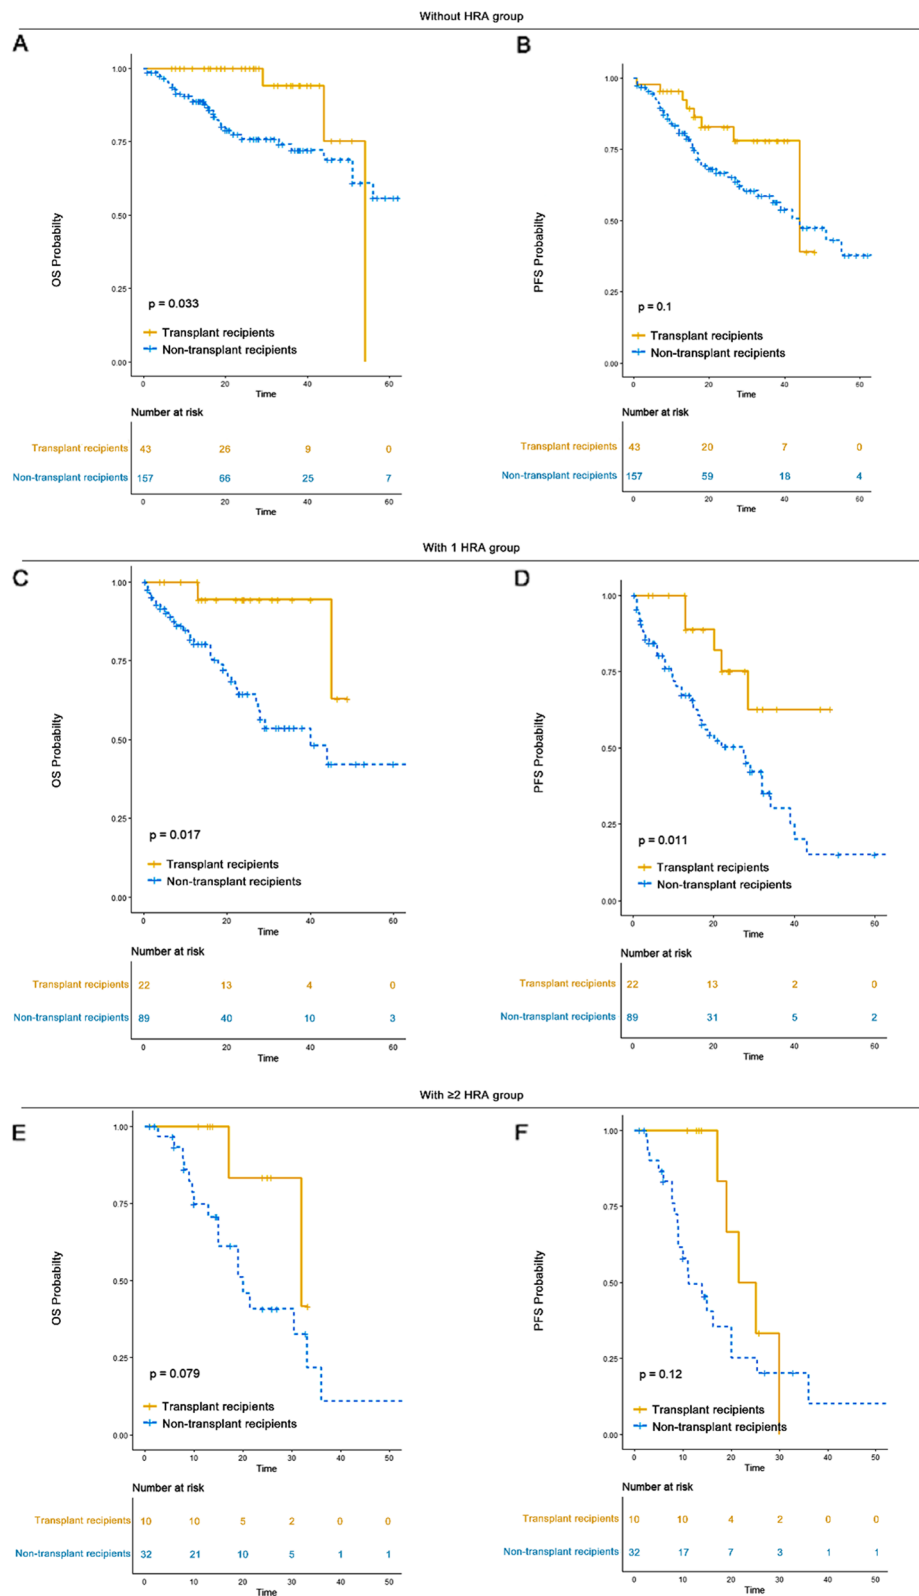 Without HRA group
A
OS Probabilty
1.00
0.75
0.50
0.25
0.00
p = 0.033
Transplant recipients
Non-transplant recipients
0 20 40 60
Time
Number at risk
Transplant recipients 43 26 9 0
Non-transplant recipients 157 66 25 7
0 20 40 60
Time
B
PFS Probabilty
1.00
0.75
0.50
0.25
0.00
p = 0.1
Transplant recipients
Non-transplant recipients
0 20 40 60
Time
Number at risk
Transplant recipients 43 20 7 0
Non-transplant recipients 157 59 18 4
0 20 40 60
Time
With 1 HRA group
C
OS Probabilty
1.00
0.75
0.50
0.25
0.00
p = 0.017
Transplant recipients
Non-transplant recipients
0 20 40 60
Time
Number at risk
Transplant recipients 22 13 4 0
Non-transplant recipients 89 40 10 3
0 20 40 60
Time
D
PFS Probabilty
1.00
0.75
0.50
0.25
0.00
p = 0.011
Transplant recipients
Non-transplant recipients
0 20 40 60
Time
Number at risk
Transplant recipients 22 13 2 0
Non-transplant recipients 89 31 5 2
0 20 40 60
Time
With ≥2 HRA group
E
OS Probabilty
1.00
0.75
0.50
0.25
0.00
p = 0.079
Transplant recipients
Non-transplant recipients
0 10 20 30 40 50
Time
Number at risk
Transplant recipients 10 10 5 2 0 0
Non-transplant recipients 32 21 10 5 1 1
0 10 20 30 40 50
Time
F
PFS Probabilty
1.00
0.75
0.50
0.25
0.00
p = 0.12
Transplant recipients
Non-transplant recipients
0 10 20 30 40 50
Time
Number at risk
Transplant recipients 10 10 4 2 0 0
Non-transplant recipients 32 17 7 3 1 1
0 10 20 30 40 50
Time